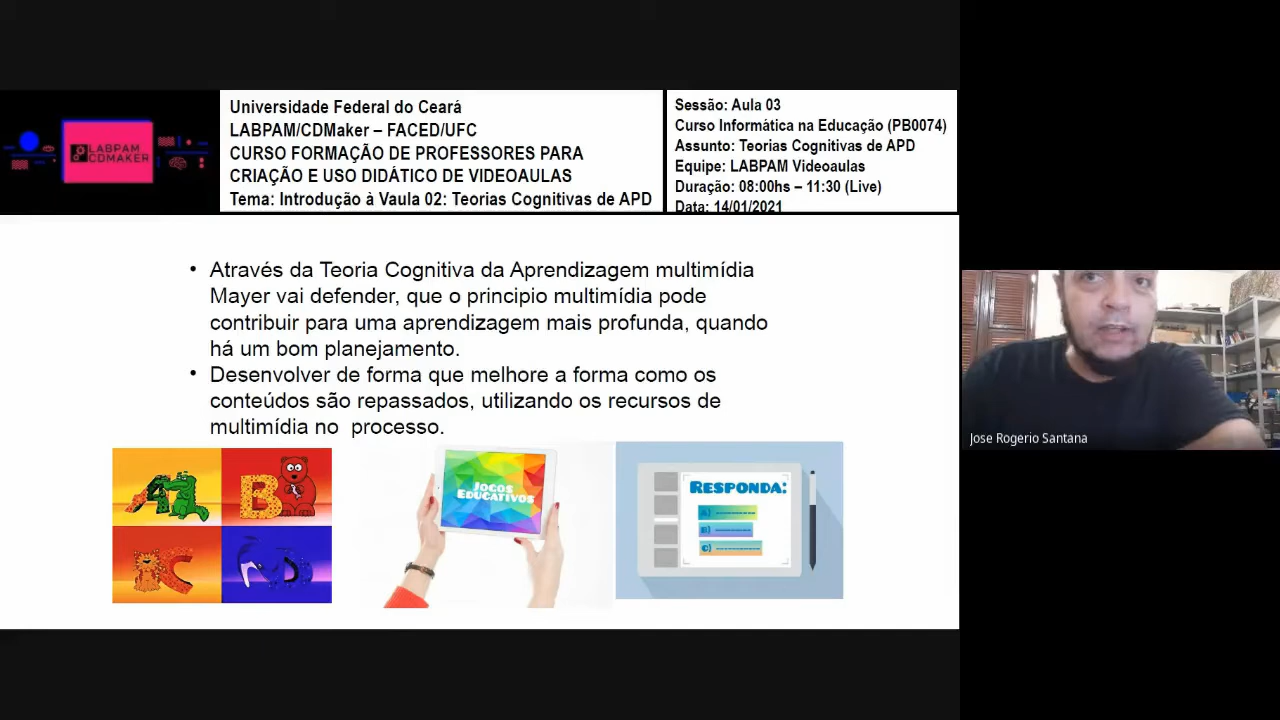 LABPAM
CDMAKER
Universidade Federal do Ceará
LABPAM/CDMaker – FACED/UFC
CURSO FORMAÇÃO DE PROFESSORES PARA
CRIAÇÃO E USO DIDÁTICO DE VIDEOAULAS
Tema: Introdução à Vaula 02: Teorias Cognitivas de APD
Sessão: Aula 03
Curso Informática na Educação (PB0074)
Assunto: Teorias Cognitivas de APD
Equipe: LABPAM Videoaulas
Duração: 08:00hs – 11:30 (Live)
Data: 14/01/2021
• Através da Teoria Cognitiva da Aprendizagem multimídia
Mayer vai defender, que o principio multimídia pode
contribuir para uma aprendizagem mais profunda, quando
há um bom planejamento.
• Desenvolver de forma que melhore a forma como os
conteúdos são repassados, utilizando os recursos de
multimídia no  processo.
A
B
C
D
JOGOS
EDUCATIVOS
RESPONDA:
A)
B)
C)
Jose Rogerio Santana